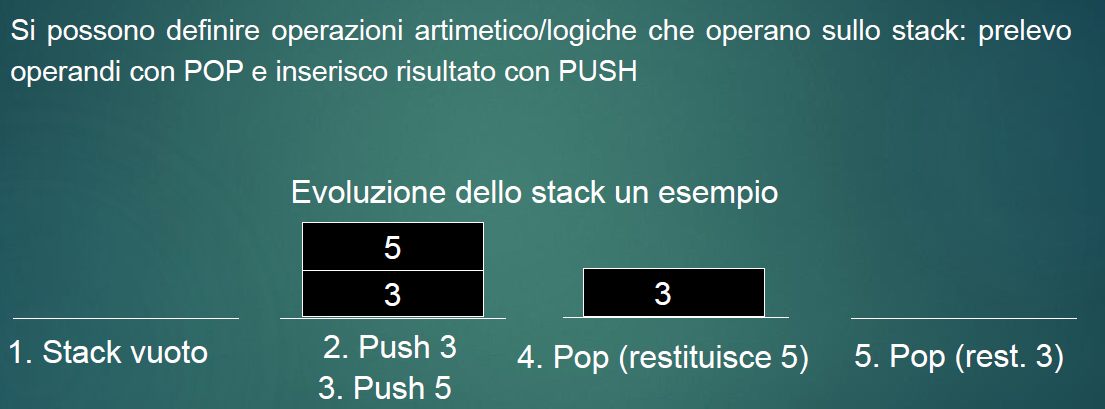 Si possono definire operazioni artimetico/logiche che operano sullo stack: prelevo
operandi con POP e inserisco risultato con PUSH
Evoluzione dello stack un esempio
5
3
3
1. Stack vuoto
2. Push 3
3. Push 5
4. Pop (restituisce 5)
5. Pop (rest. 3)